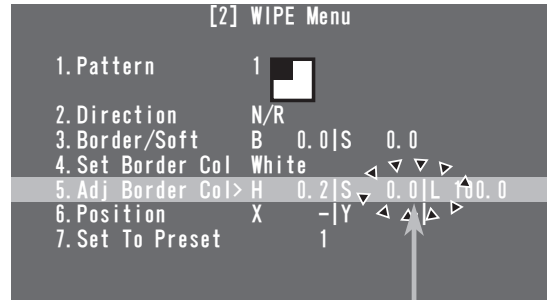 [2] WIPE Menu
1.Pattern 1
2.Direction N/R
3.Border/Soft B 0.0|S 0.0
4.Set Border Col White
5.Adj Border Col> H 0.2|S 0.0|L 100.0
6.Position X -|Y
7.Set To Preset 1